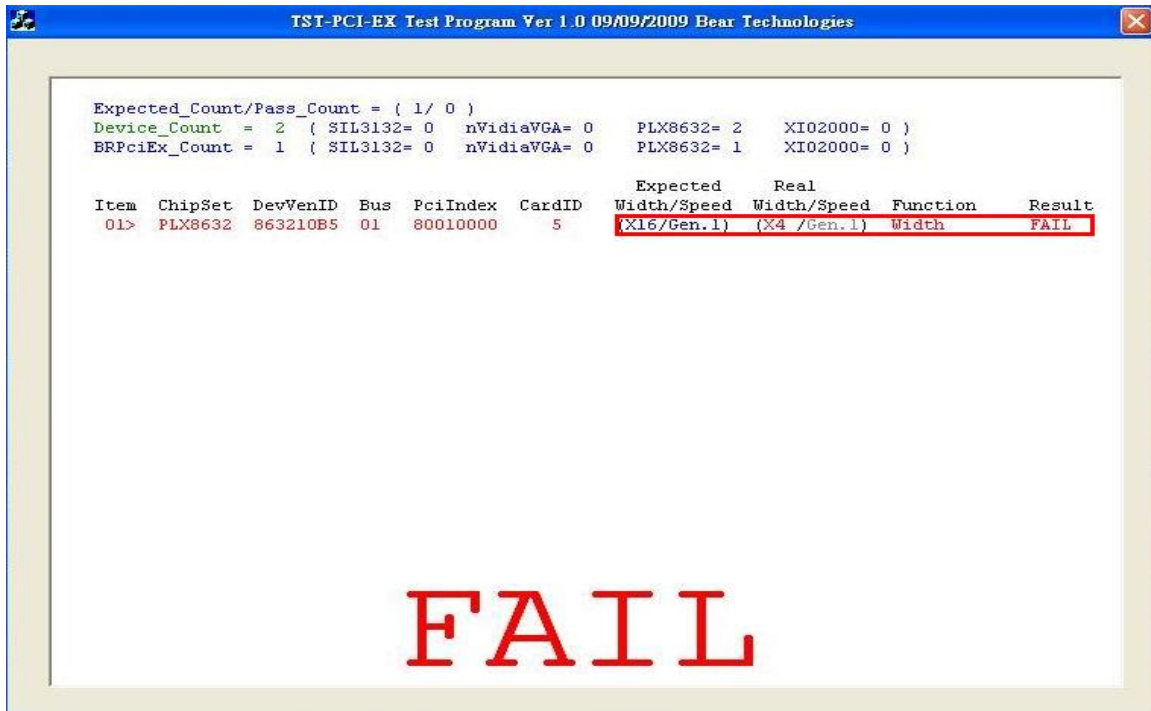 TST-PCI-EX Test Program Ver 1.0 09/09/2009 Bear Technologies
Expected_Count/Pass_Count = ( 1/ 0 )
Device_Count = 2 ( SIL3132= 0 nVidiaVGA= 0 PLX8632= 2 XI02000= 0 )
BRPciEx_Count = 1 ( SIL3132= 0 nVidiaVGA= 0 PLX8632= 1 XI02000= 0 )
Expected Real
Item ChipSet DevVenID Bus PciIndex CardID Width/Speed Width/Speed Function Result
01> PLX8632 863210B5 01 80010000 5 (X16/Gen.1) (X4 /Gen.1) Width FAIL
FAIL